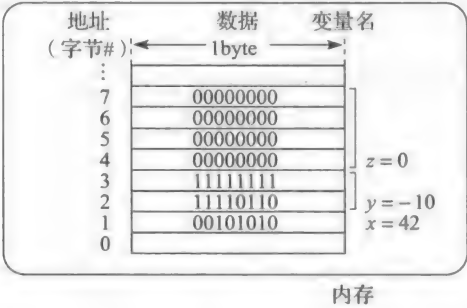 地址 数据 变量名
(字节#) 1byte
⋮
7 00000000
6 00000000
5 00000000
4 00000000 z=0
3 11111111
2 11110110 y=-10
1 00101010 x=42
0
内存